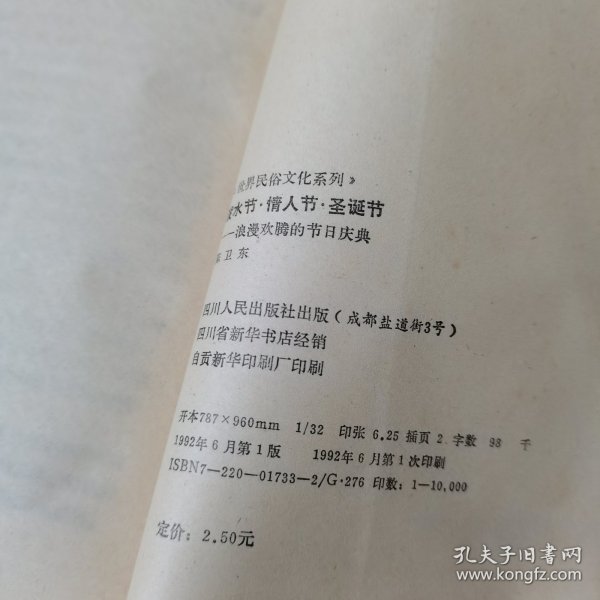 世界民俗文化系列》
水节·情人节·圣诞节
——浪漫欢腾的节日庆典
卫东
四川人民出版社出版(成都盐道街3号)
四川省新华书店经销
自贡新华印刷厂印刷
开本787×960mm 1/32 印张 6.25 插页 2 字数 98 千
1992年6月第1版 1992年6月第1次印刷
ISBN7—220—01733—2/G·276 印数:1—10,000
定价:2.50元
孔夫子旧书网
www.kongfz.com